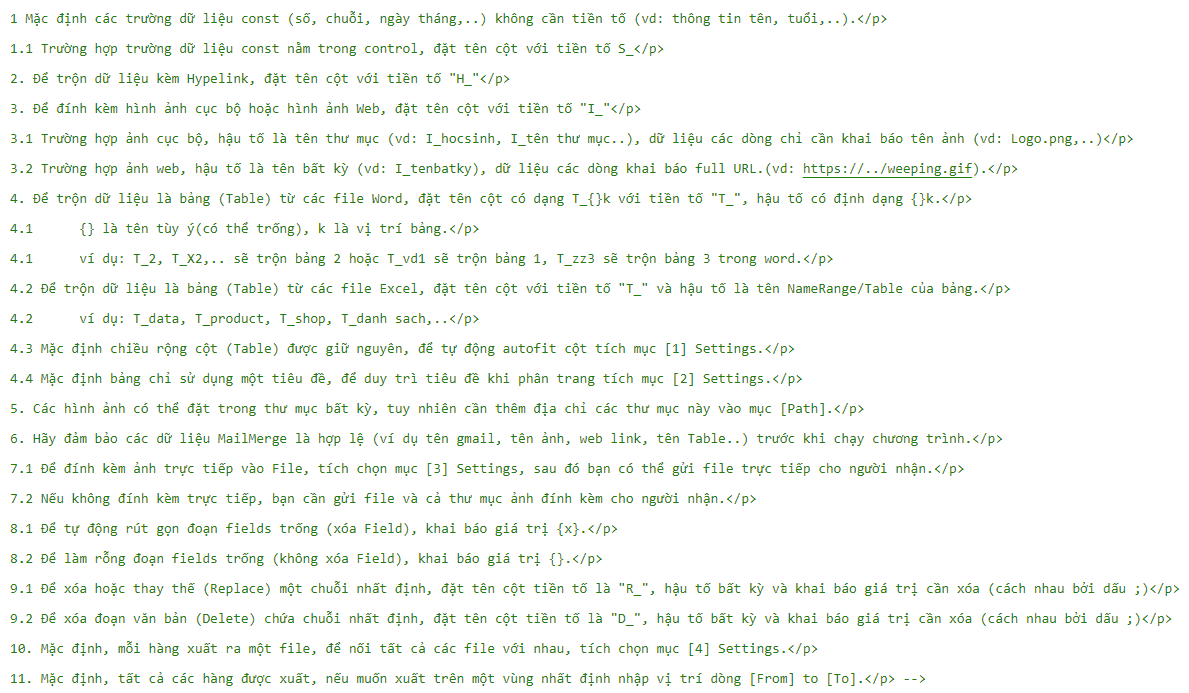 1 Mặc định các trường dữ liệu const (số, chuỗi, ngày tháng,..) không cần tiền tố (vd: thông tin tên, tuổi,..).</p>
1.1 Trường hợp trường dữ liệu const nằm trong control, đặt tên cột với tiền tố S_</p>
2. Để trộn dữ liệu kèm Hypelink, đặt tên cột với tiền tố "H_"</p>
3. Để đính kèm hình ảnh cục bộ hoặc hình ảnh Web, đặt tên cột với tiền tố "I_"</p>
3.1 Trường hợp ảnh cục bộ, hậu tố là tên thư mục (vd: I_hocsinh, I_tên thư mục..), dữ liệu các dòng chỉ cần khai báo tên ảnh (vd: Logo.png,..)</p>
3.2 Trường hợp ảnh web, hậu tố là tên bất kỳ (vd: I_tenbatky), dữ liệu các dòng khai báo full URL.(vd: https://../weeping.gif).</p>
4. Để trộn dữ liệu là bảng (Table) từ các file Word, đặt tên cột có dạng T_{}k với tiền tố "T_", hậu tố có định dạng {}k.</p>
4.1      {} là tên tùy ý(có thể trống), k là vị trí bảng.</p>
4.1      ví dụ: T_2, T_X2,.. sẽ trộn bảng 2 hoặc T_vd1 sẽ trộn bảng 1, T_zz3 sẽ trộn bảng 3 trong word.</p>
4.2 Để trộn dữ liệu là bảng (Table) từ các file Excel, đặt tên cột với tiền tố "T_" và hậu tố là tên NameRange/Table của bảng.</p>
4.2      ví dụ: T_data, T_product, T_shop, T_danh sach,..</p>
4.3 Mặc định chiều rộng cột (Table) được giữ nguyên, để tự động autofit cột tích mục [1] Settings.</p>
4.4 Mặc định bảng chỉ sử dụng một tiêu đề, để duy trì tiêu đề khi phân trang tích mục [2] Settings.</p>
5. Các hình ảnh có thể đặt trong thư mục bất kỳ, tuy nhiên cần thêm địa chỉ các thư mục này vào mục [Path].</p>
6. Hãy đảm bảo các dữ liệu MailMerge là hợp lệ (ví dụ tên gmail, tên ảnh, web link, tên Table..) trước khi chạy chương trình.</p>
7.1 Để đính kèm ảnh trực tiếp vào File, tích chọn mục [3] Settings, sau đó bạn có thể gửi file trực tiếp cho người nhận.</p>
7.2 Nếu không đính kèm trực tiếp, bạn cần gửi file và cả thư mục ảnh đính kèm cho người nhận.</p>
8.1 Để tự động rút gọn đoạn fields trống (xóa Field), khai báo giá trị {x}.</p>
8.2 Để làm rỗng đoạn fields trống (không xóa Field), khai báo giá trị {}.</p>
9.1 Để xóa hoặc thay thế (Replace) một chuỗi nhất định, đặt tên cột tiền tố là "R_", hậu tố bất kỳ và khai báo giá trị cần xóa (cách nhau bởi dấu ;)</p>
9.2 Để xóa đoạn văn bản (Delete) chứa chuỗi nhất định, đặt tên cột tiền tố là "D_", hậu tố bất kỳ và khai báo giá trị cần xóa (cách nhau bởi dấu ;)</p>
10. Mặc định, mỗi hàng xuất ra một file, để nối tất cả các file với nhau, tích chọn mục [4] Settings.</p>
11. Mặc định, tất cả các hàng được xuất, nếu muốn xuất trên một vùng nhất định nhập vị trí dòng [From] to [To].</p> -->